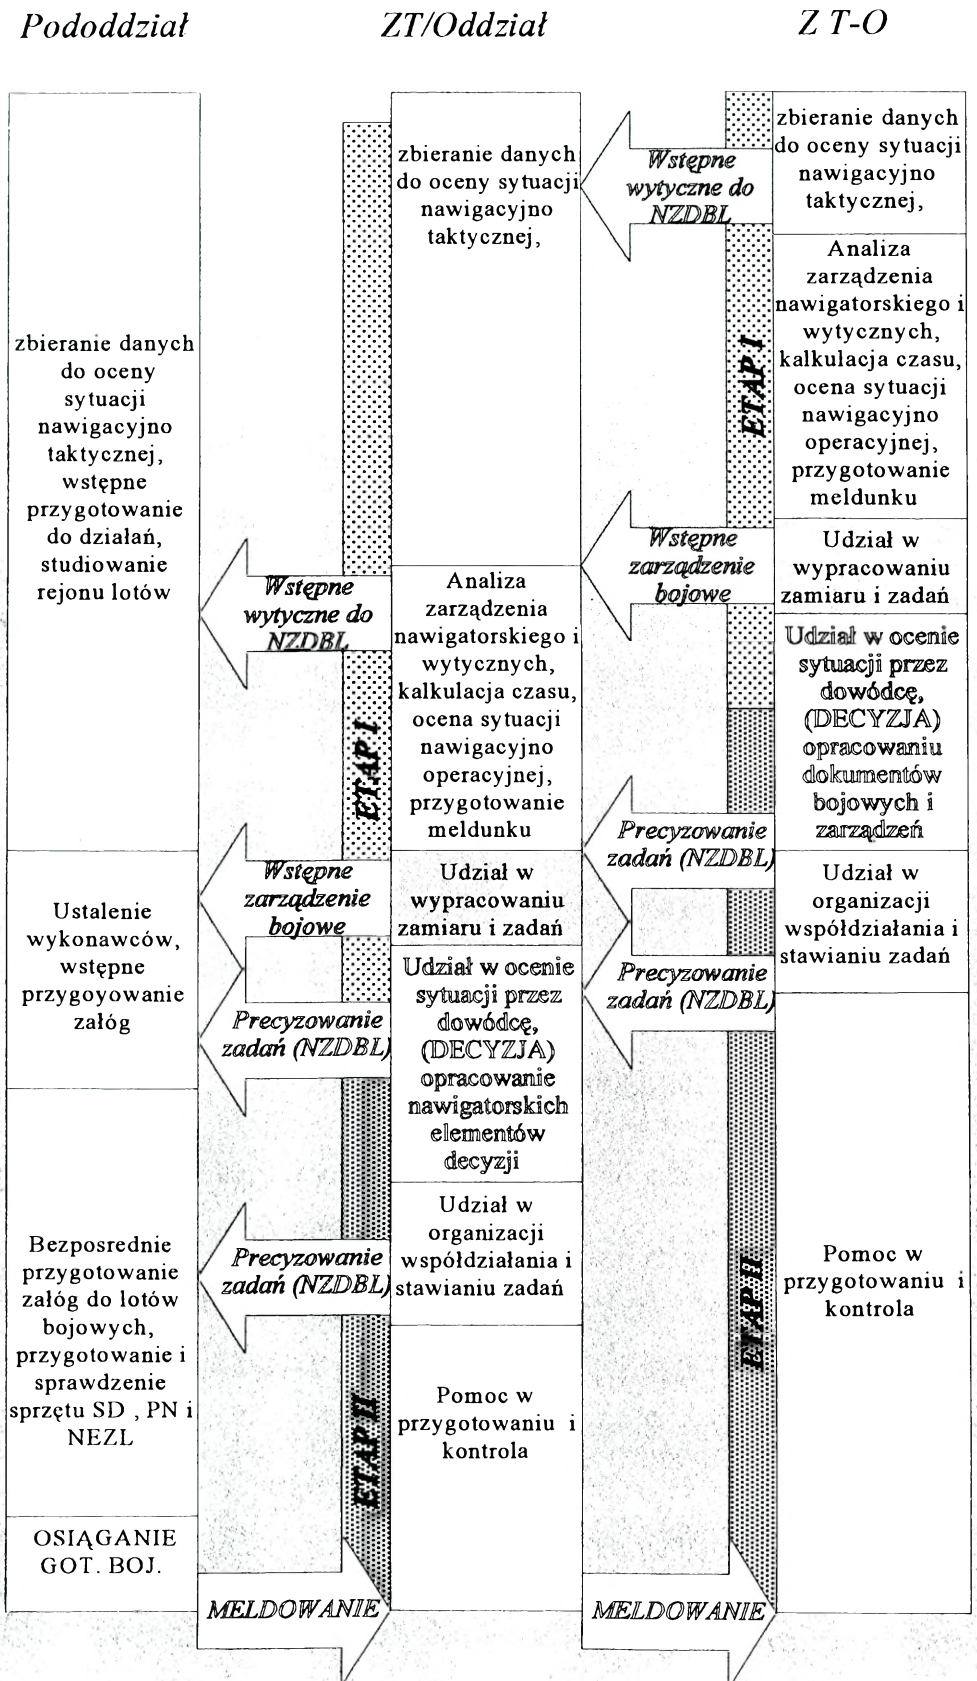 Pododdział
ZT/Oddział
Z T-O
zbieranie danych
do oceny
sytuacji
nawigacyjno
taktycznej,
wstępne
przygotowanie
do działań,
studiowanie
rejonu lotów
Ustalenie
wykonawców,
wstępne
przygoyowanie
załóg
Bezposrednie
przygotowanie
załóg do lotów
bojowych,
przygotowanie i
sprawdzenie
sprzętu SD , PN i
NEZL
OSIĄGANIE
GOT. BOJ.
Wstępne
wytyczne do
NZDBL
Wstępne
zarządzenie
bojowe
Precyzowanie
zadań (NZDBL)
Precyzowanie
zadań (NZDBL)
MELDOWANIE
ETAP I
ETAP II
zbieranie danych
do oceny sytuacji
nawigacyjno
taktycznej,
Analiza
zarządzenia
nawigatorskiego i
wytycznych,
kalkulacja czasu,
ocena sytuacji
nawigacyjno
operacyjnej,
przygotowanie
meldunku
Udział w
wypracowaniu
zamiaru i zadań
Udział w ocenie
sytuacji przez
dowódcę,
(DECYZJA)
opracowanie
nawigatorskich
elementów
decyzji
Udział w
organizacji
współdziałania i
stawianiu zadań
Pomoc w
przygotowaniu i
kontrola
Wstępne
wytyczne do
NZDBL
Wstępne
zarządzenie
bojowe
Precyzowanie
zadań (NZDBL)
Precyzowanie
zadań (NZDBL)
MELDOWANIE
ETAP I
ETAP II
zbieranie danych
do oceny sytuacji
nawigacyjno
taktycznej,
Analiza
zarządzenia
nawigatorskiego i
wytycznych,
kalkulacja czasu,
ocena sytuacji
nawigacyjno
operacyjnej,
przygotowanie
meldunku
Udział w
wypracowaniu
zamiaru i zadań
Udział w ocenie
sytuacji przez
dowódcę,
(DECYZJA)
opracowaniu
dokumentów
bojowych i
zarządzeń
Udział w
organizacji
współdziałania i
stawianiu zadań
Pomoc w
przygotowaniu i
kontrola